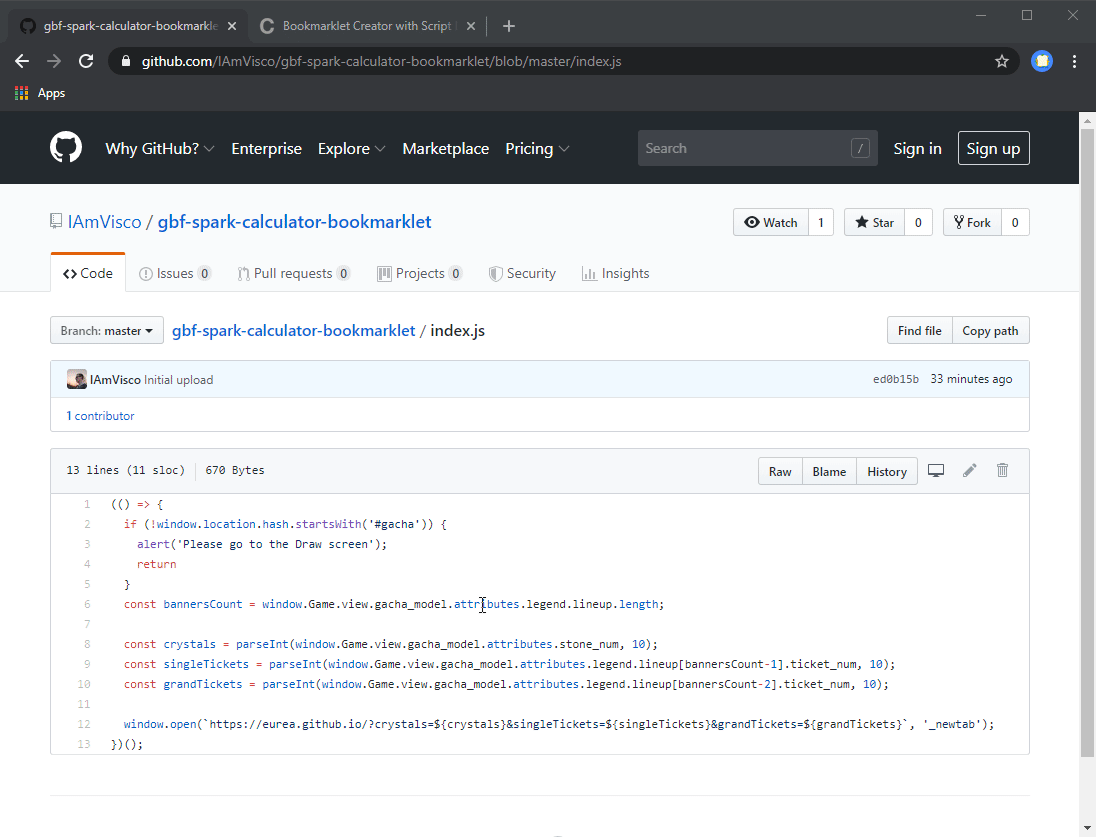 gbf-spark-calculator-bookmarkle
Bookmarklet Creator with Script
github.com/IAmVisco/gbf-spark-calculator-bookmarklet/blob/master/index.js
Apps
Why GitHub? Enterprise Explore Marketplace Pricing Search / Sign in Sign up
IAmVisco / gbf-spark-calculator-bookmarklet Watch 1 Star 0 Fork 0
Code Issues 0 Pull requests 0 Projects 0 Security Insights
Branch: master gbf-spark-calculator-bookmarklet / index.js Find file Copy path
IAmVisco Initial upload ed0b15b 33 minutes ago
1 contributor
13 lines (11 sloc) 670 Bytes Raw Blame History
1 (() => {
2 if (!window.location.hash.startsWith('#gacha')) {
3 alert('Please go to the Draw screen');
4 return
5 }
6 const bannersCount = window.Game.view.gacha_model.attributes.legend.lineup.length;
7
8 const crystals = parseInt(window.Game.view.gacha_model.attributes.stone_num, 10);
9 const singleTickets = parseInt(window.Game.view.gacha_model.attributes.legend.lineup[bannersCount-1].ticket_num, 10);
10 const grandTickets = parseInt(window.Game.view.gacha_model.attributes.legend.lineup[bannersCount-2].ticket_num, 10);
11
12 window.open(`https://eurea.github.io/?crystals=${crystals}&singleTickets=${singleTickets}&grandTickets=${grandTickets}`, '_newtab');
13 })();